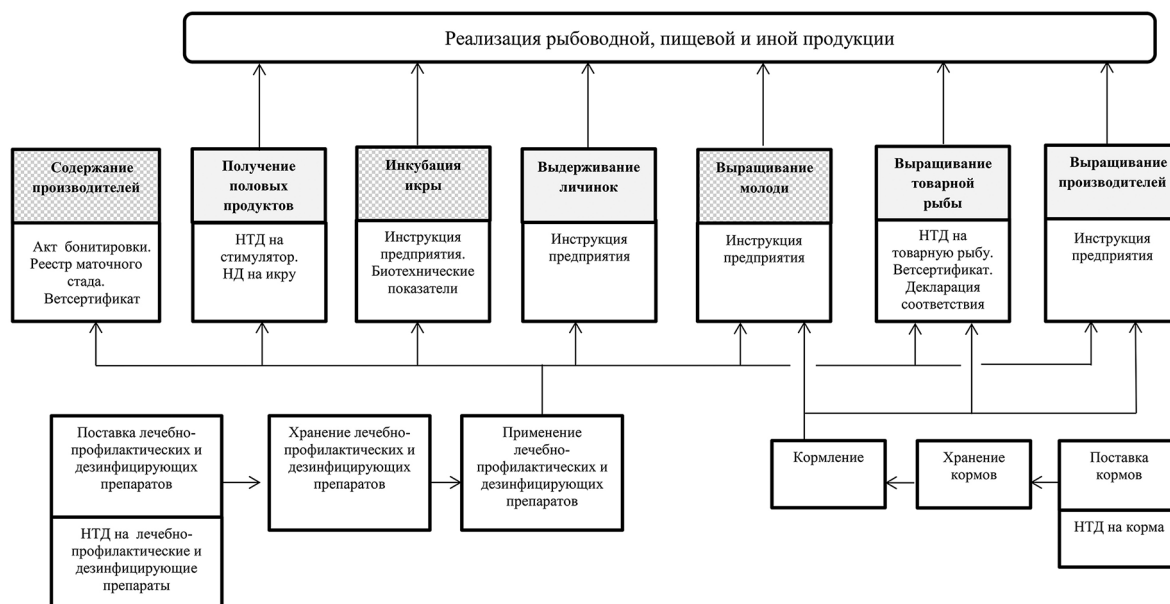 Реализация рыбоводной, пищевой и иной продукции
Содержание
производителей
Акт бонитировки.
Реестр маточного
стада.
Ветсертификат
Получение
половых
продуктов
НТД на
стимулятор.
НД на икру
Инкубация
икры
Инструкция
предприятия.
Биотехнические
показатели
Выдерживание
личинок
Инструкция
предприятия
Выращивание
молоди
Инструкция
предприятия
Выращивание
товарной
рыбы
НТД на
товарную рыбу.
Ветсертификат.
Декларация
соответствия
Выращивание
производителей
Инструкция
предприятия
Поставка лечебно-
профилактических и
дезинфицирующих
препаратов
НТД на лечебно-
профилактические и
дезинфицирующие
препараты
Хранение лечебно-
профилактических и
дезинфицирующих
препаратов
Применение
лечебно-
профилактических и
дезинфицирующих
препаратов
Кормление
Хранение
кормов
Поставка
кормов
НТД на корма